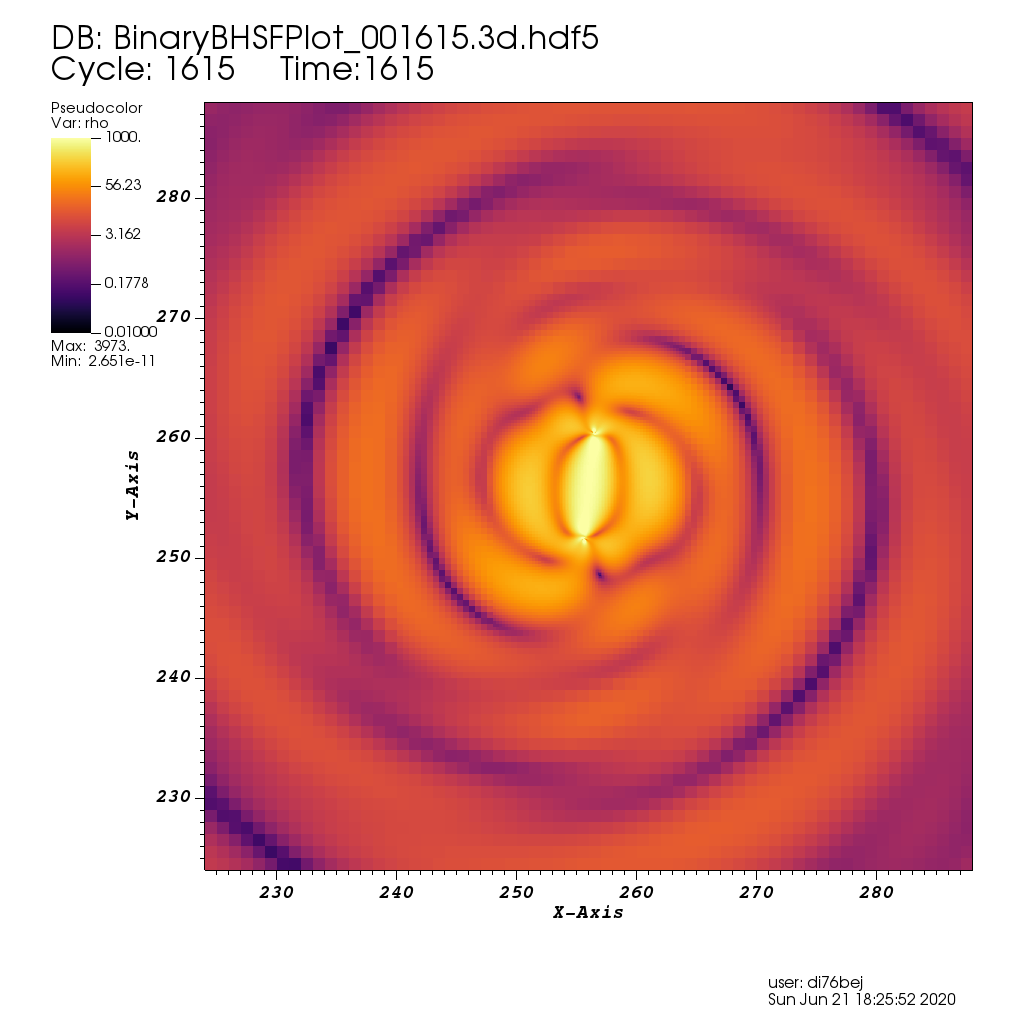 DB: BinaryBHSFPlot_001615.3d.hdf5
Cycle: 1615 Time:1615
Pseudocolor
Var: rho
1000.
56.23
3.162
0.1778
0.01000
Max: 3973.
Min: 2.651e-11
280
270
260
250
240
230
Y-Axis
230 240 250 260 270 280
X-Axis
user: di76bej
Sun Jun 21 18:25:52 2020